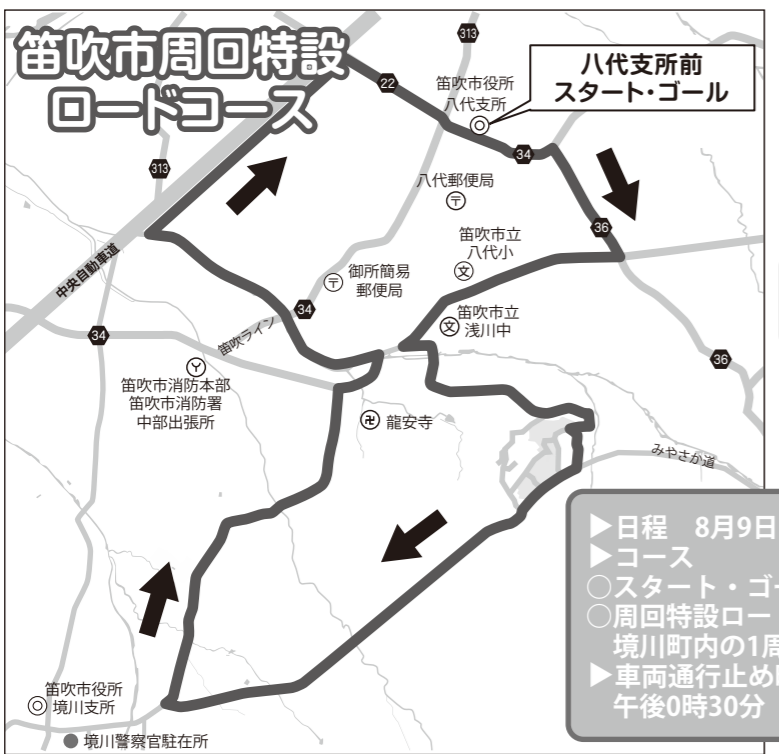 笛吹市周回特設
ロードコース
313
22
笛吹市役所
八代支所
八代支所前
スタート・ゴール
34
313
八代郵便局
〒
36
笛吹市立
八代小
文
御所簡易
郵便局
〒
中央自動車道
34
笛吹市立
浅川中
文
笛吹ライン
34
36
笛吹市消防本部
笛吹市消防署
中部出張所
卍
龍安寺
みやさか道
▶日程 8月9日
▶コース
○スタート・ゴ
○周回特設ロー
境川町内の1周
▶車両通行止め
午後0時30分
笛吹市役所
境川支所
境川警察官駐在所